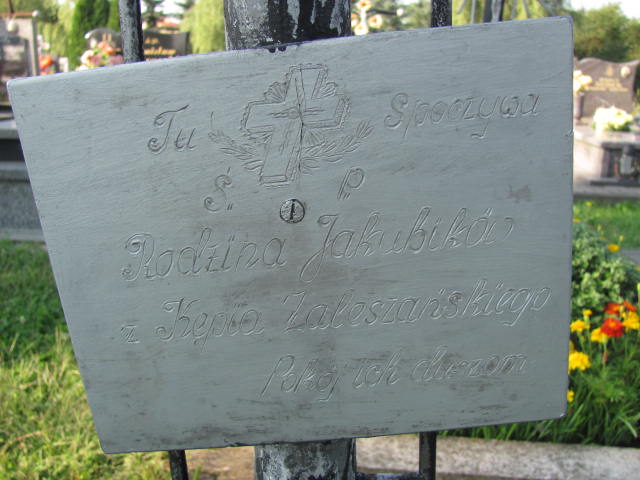 Tu Spoczywa
Ś. P.
Rodzina Jakubików
z Kępia Zaleszańskiego
Pokój ich duszom